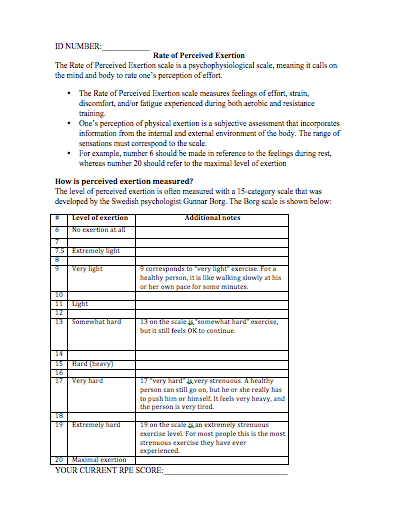 ID NUMBER:____________
Rate of Perceived Exertion
The Rate of Perceived Exertion scale is a psychophysiological scale, meaning it calls on
the mind and body to rate one's perception of effort.
• The Rate of Perceived Exertion scale measures feelings of effort, strain,
discomfort, and/or fatigue experienced during both aerobic and resistance
training.
• One's perception of physical exertion is a subjective assessment that incorporates
information from the internal and external environment of the body. The range of
sensations must correspond to the scale.
• For example, number 6 should be made in reference to the feelings during rest,
whereas number 20 should refer to the maximal level of exertion
How is perceived exertion measured?
The level of perceived exertion is often measured with a 15-category scale that was
developed by the Swedish psychologist Gunnar Borg. The Borg scale is shown below:
# Level of exertion Additional notes
6 No exertion at all
7
7.5 Extremely light
8
9 Very light 9 corresponds to "very light" exercise. For a
healthy person, it is like walking slowly at his
or her own pace for some minutes.
10
11 Light
12
13 Somewhat hard 13 on the scale is "somewhat hard" exercise,
but it still feels OK to continue.
14
15 Hard (heavy)
16
17 Very hard 17 "very hard" is very strenuous. A healthy
person can still go on, but he or she really has
to push him or himself. It feels very heavy, and
the person is very tired.
18
19 Extremely hard 19 on the scale is an extremely strenuous
exercise level. For most people this is the most
strenuous exercise they have ever
experienced.
20 Maximal exertion
YOUR CURRENT RPE SCORE:______________________________